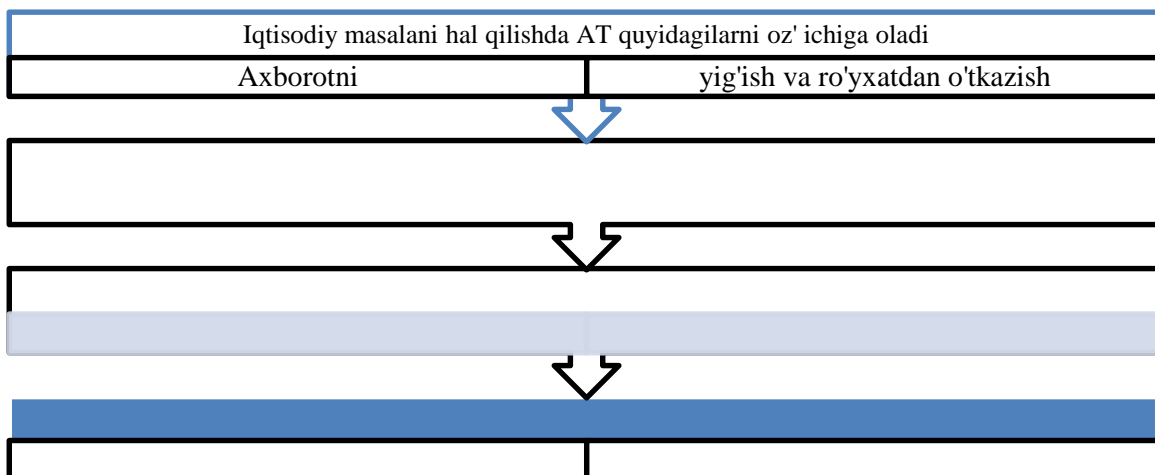 Iqtisodiy masalani hal qilishda AT quyidagilarni oz' ichiga oladi
Axborotni yig'ish va ro'yxatdan o'tkazish